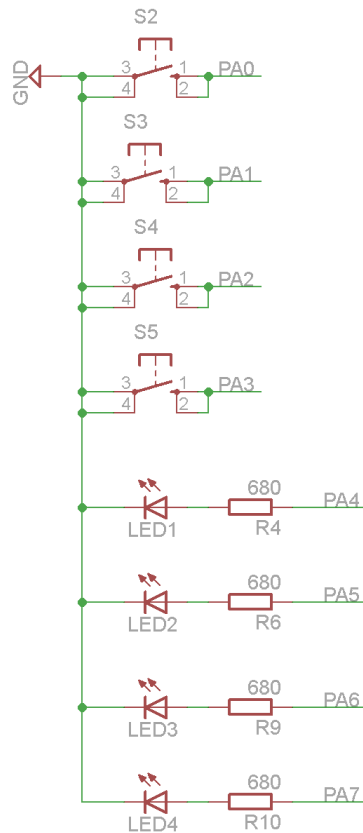 S2
3 1 PA0
4 2
GND
S3
3 1 PA1
4 2
S4
3 1 PA2
4 2
S5
3 1 PA3
4 2
680 PA4
LED1 R4
680 PA5
LED2 R6
680 PA6
LED3 R9
680 PA7
LED4 R10